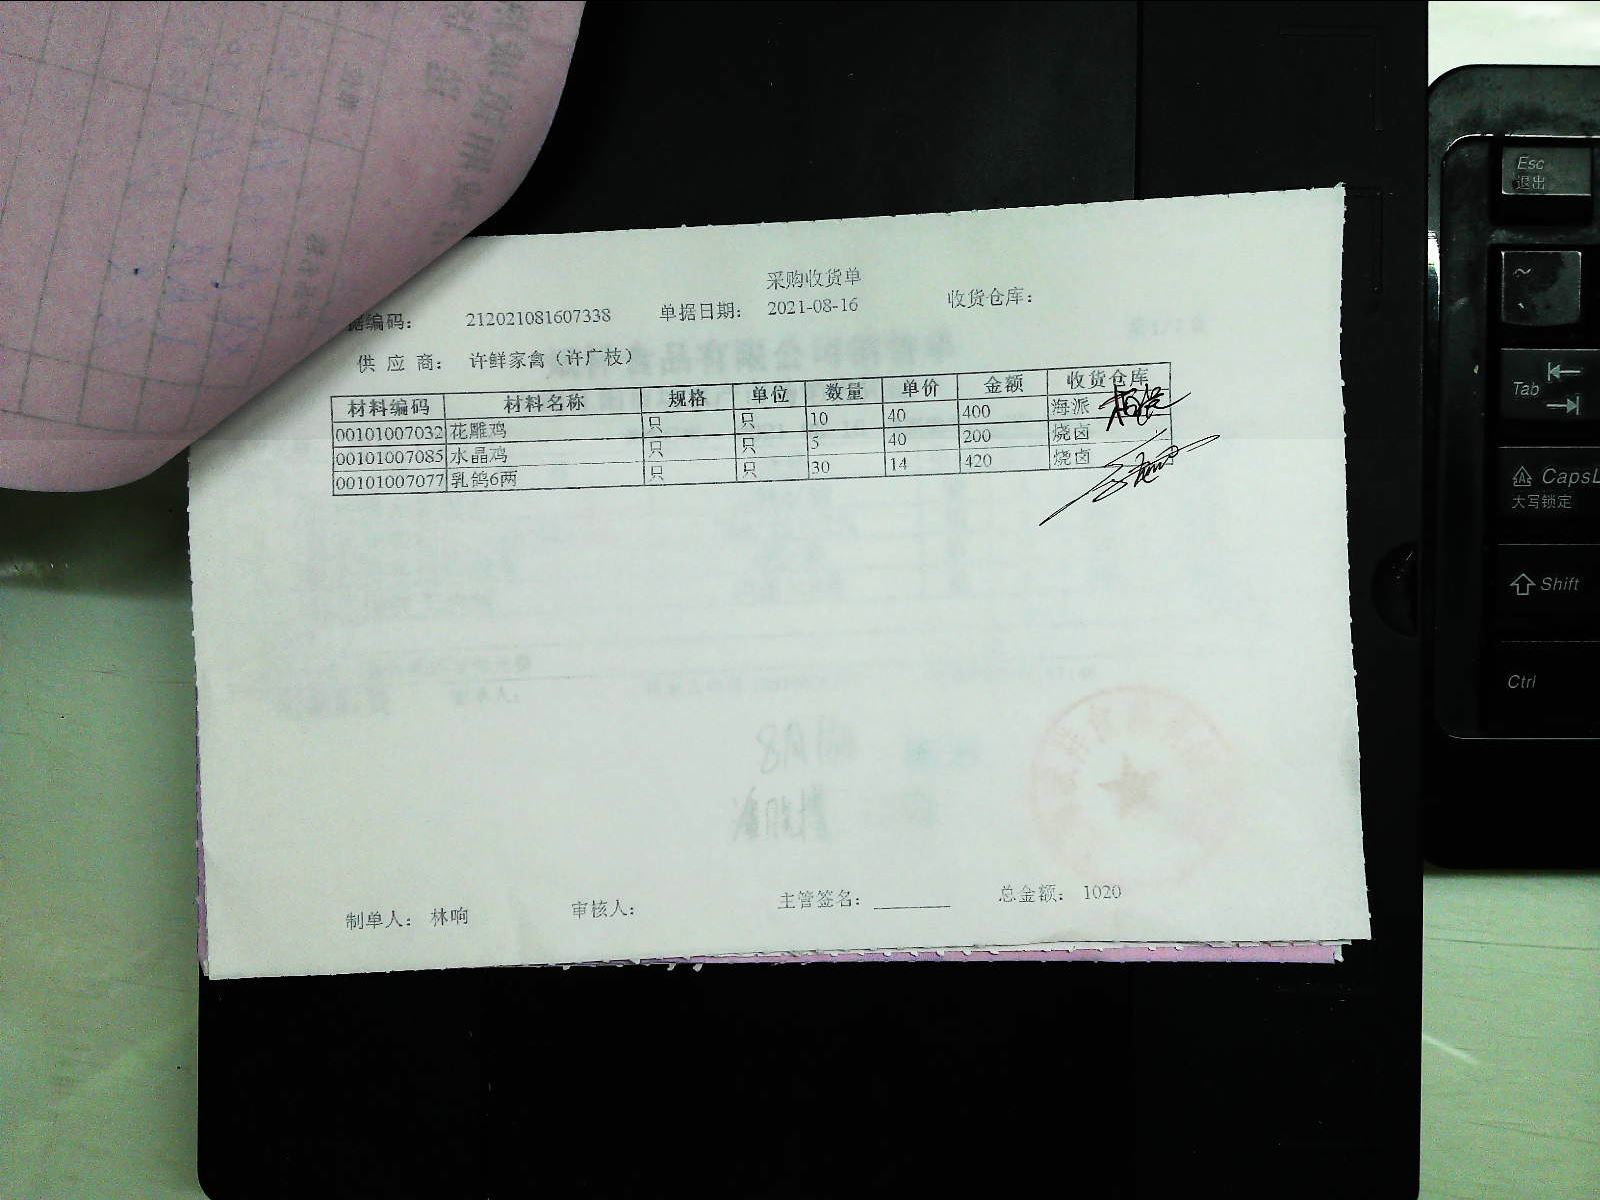 采购收货单
据编码: 212021081607338 单据日期: 2021-08-16 收货仓库:
供 应 商: 许鲜家禽（许广枝）
材料编码 材料名称 规格 单位 数量 单价 金额 收货仓库
00101007032 花雕鸡 只 只 10 40 400 海派
00101007085 水晶鸡 只 只 5 40 200 烧卤
00101007077 乳鸽6两 只 只 30 14 420 烧卤
制单人: 林响 审核人: 主管签名: 总金额: 1020
Esc
退出
~
Tab
CapsL
大写锁定
Shift
Ctrl